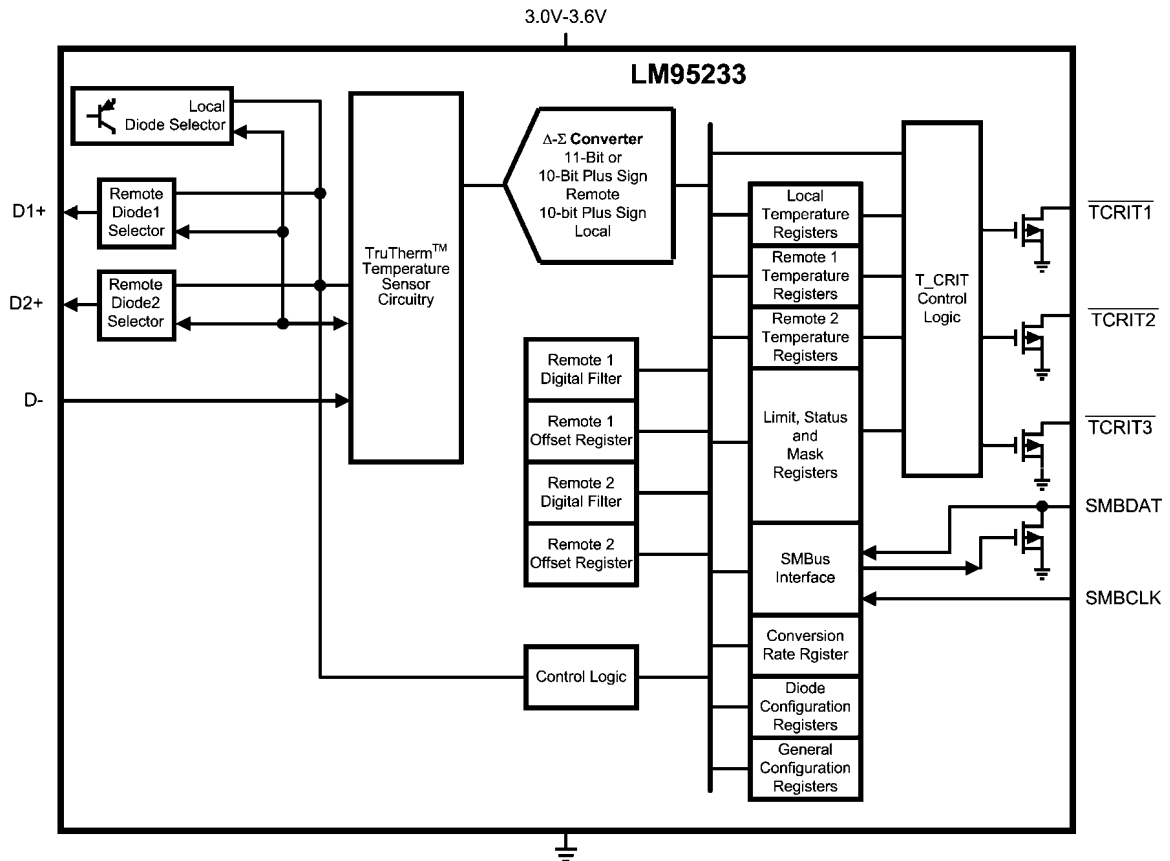 3.0V-3.6V
LM95233
Local
Diode Selector
Remote
Diode1
Selector
Remote
Diode2
Selector
D1+
D2+
D-
TruTherm™
Temperature
Sensor
Circuitry
Δ-Σ Converter
11-Bit or
10-Bit Plus Sign
Remote
10-bit Plus Sign
Local
Remote 1
Digital Filter
Remote 1
Offset Register
Remote 2
Digital Filter
Remote 2
Offset Register
Control Logic
Local
Temperature
Registers
Remote 1
Temperature
Registers
Remote 2
Temperature
Registers
Limit, Status
and
Mask
Registers
SMBus
Interface
Conversion
Rate Rgister
Diode
Configuration
Registers
General
Configuration
Registers
T_CRIT
Control
Logic
TCRIT1
TCRIT2
TCRIT3
SMBDAT
SMBCLK